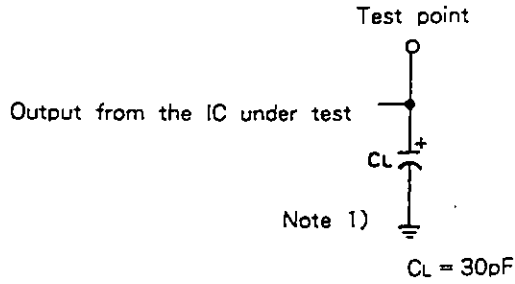 Test point
Output from the IC under test
+
CL
Note 1)
CL = 30pF